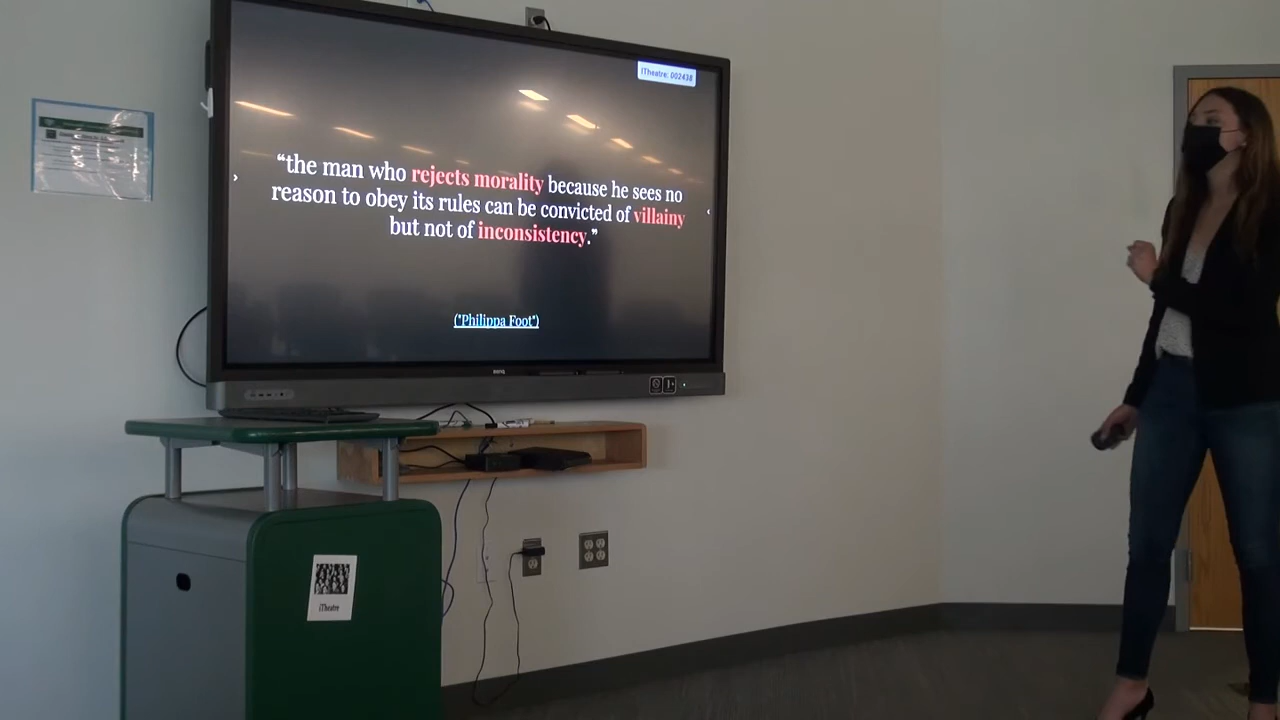 iTheatre: 002438
“the man who rejects morality because he sees no
reason to obey its rules can be convicted of villainy
but not of inconsistency.”
("Philippa Foot")
BenQ
iTheatre